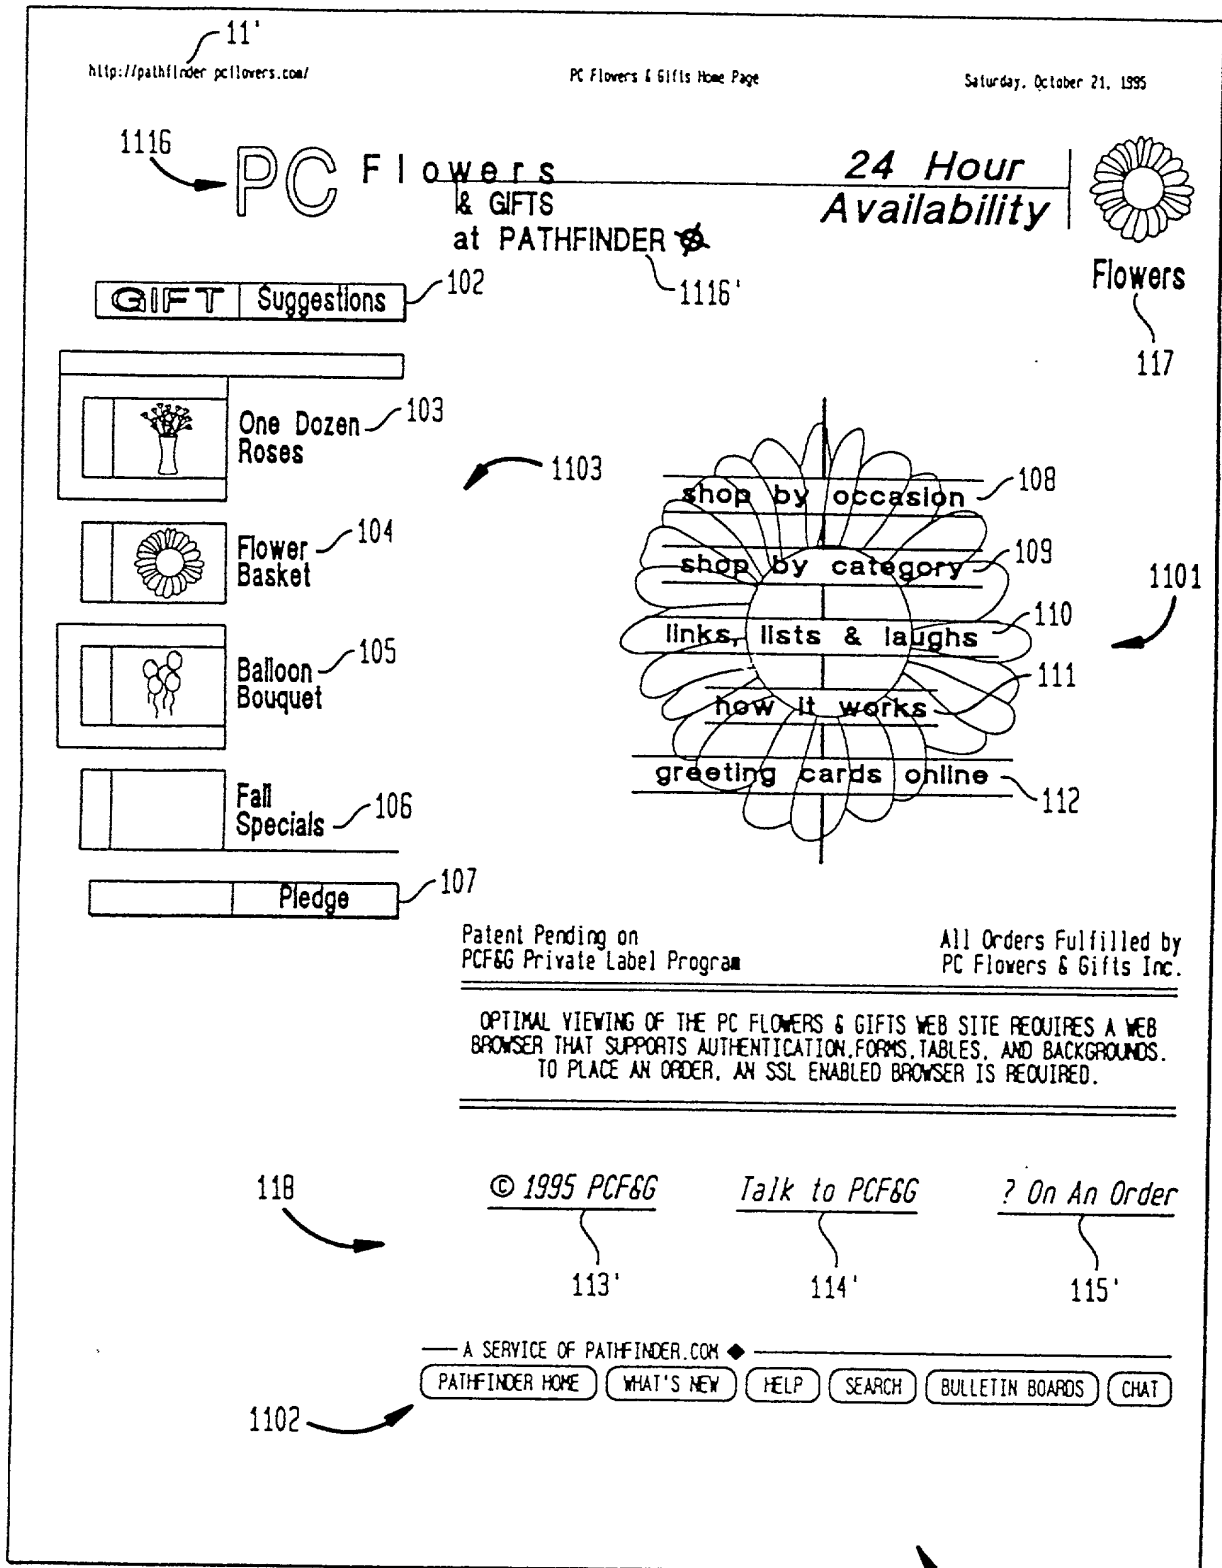 11'
http://pathfinder pcflowers.com/
PC Flowers & Gifts Home Page
Saturday, October 21, 1995
1116
PC Flowers
& GIFTS
at PATHFINDER
1116'
24 Hour
Availability
Flowers
117
GIFT Suggestions
102
One Dozen
Roses
103
1103
Flower
Basket
104
Balloon
Bouquet
105
Fall
Specials
106
Pledge
107
shop by occasion
108
shop by category
109
1101
links, lists & laughs
110
how it works
111
greeting cards online
112
Patent Pending on
PCF&G Private Label Program
All Orders Fulfilled by
PC Flowers & Gifts Inc.
OPTIMAL VIEWING OF THE PC FLOWERS & GIFTS WEB SITE REQUIRES A WEB
BROWSER THAT SUPPORTS AUTHENTICATION,FORMS,TABLES, AND BACKGROUNDS.
TO PLACE AN ORDER, AN SSL ENABLED BROWSER IS REQUIRED.
118
© 1995 PCF&G
Talk to PCF&G
? On An Order
113'
114'
115'
A SERVICE OF PATHFINDER.COM
PATHFINDER HOME
WHAT'S NEW
HELP
SEARCH
BULLETIN BOARDS
CHAT
1102